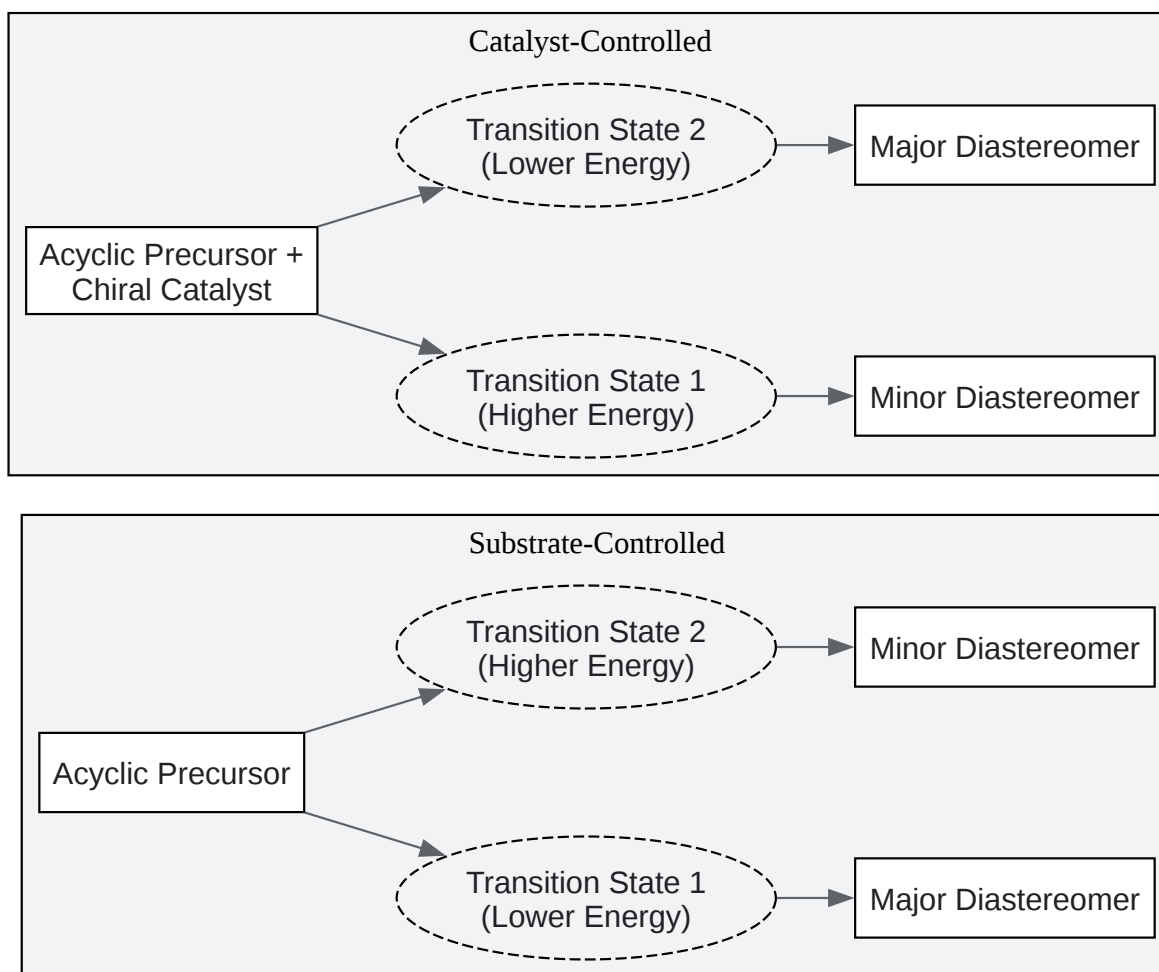 Catalyst-Controlled
Transition State 2
(Lower Energy)
Major Diastereomer
Acyclic Precursor +
Chiral Catalyst
Transition State 1
(Higher Energy)
Minor Diastereomer
Substrate-Controlled
Transition State 2
(Higher Energy)
Minor Diastereomer
Acyclic Precursor
Transition State 1
(Lower Energy)
Major Diastereomer